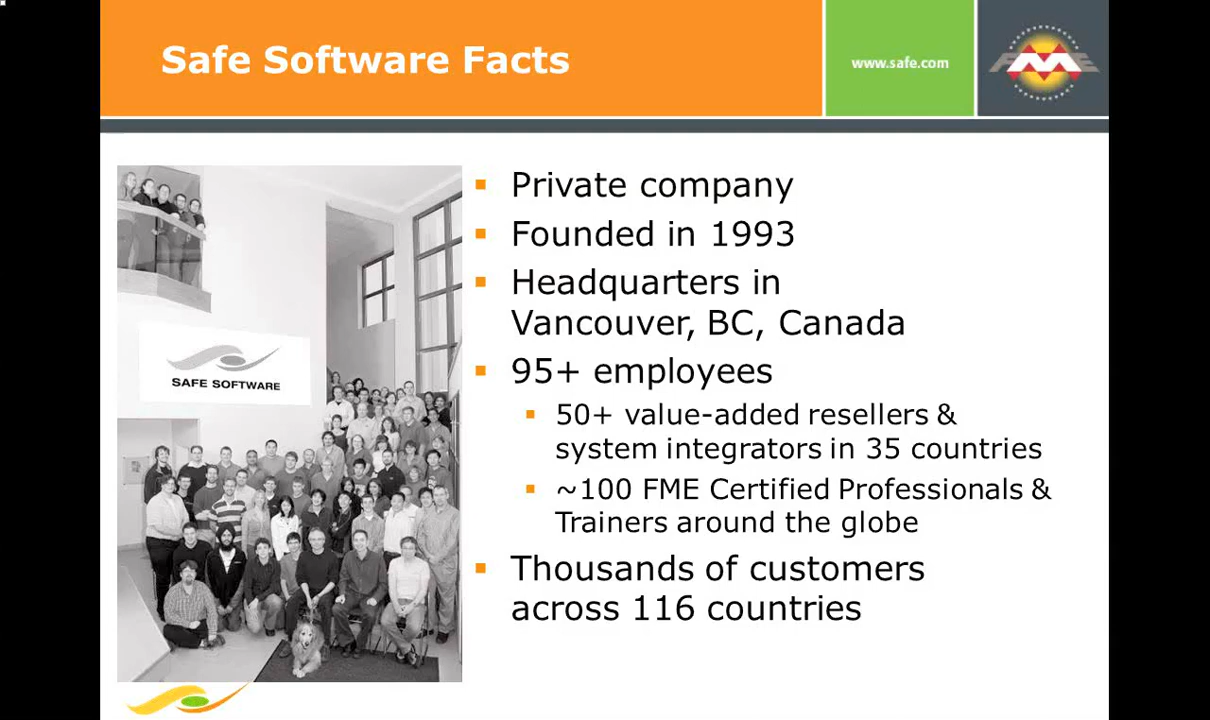 Safe Software Facts
www.safe.com
FME
SAFE SOFTWARE
Private company
Founded in 1993
Headquarters in
Vancouver, BC, Canada
95+ employees
50+ value-added resellers &
system integrators in 35 countries
~100 FME Certified Professionals &
Trainers around the globe
Thousands of customers
across 116 countries